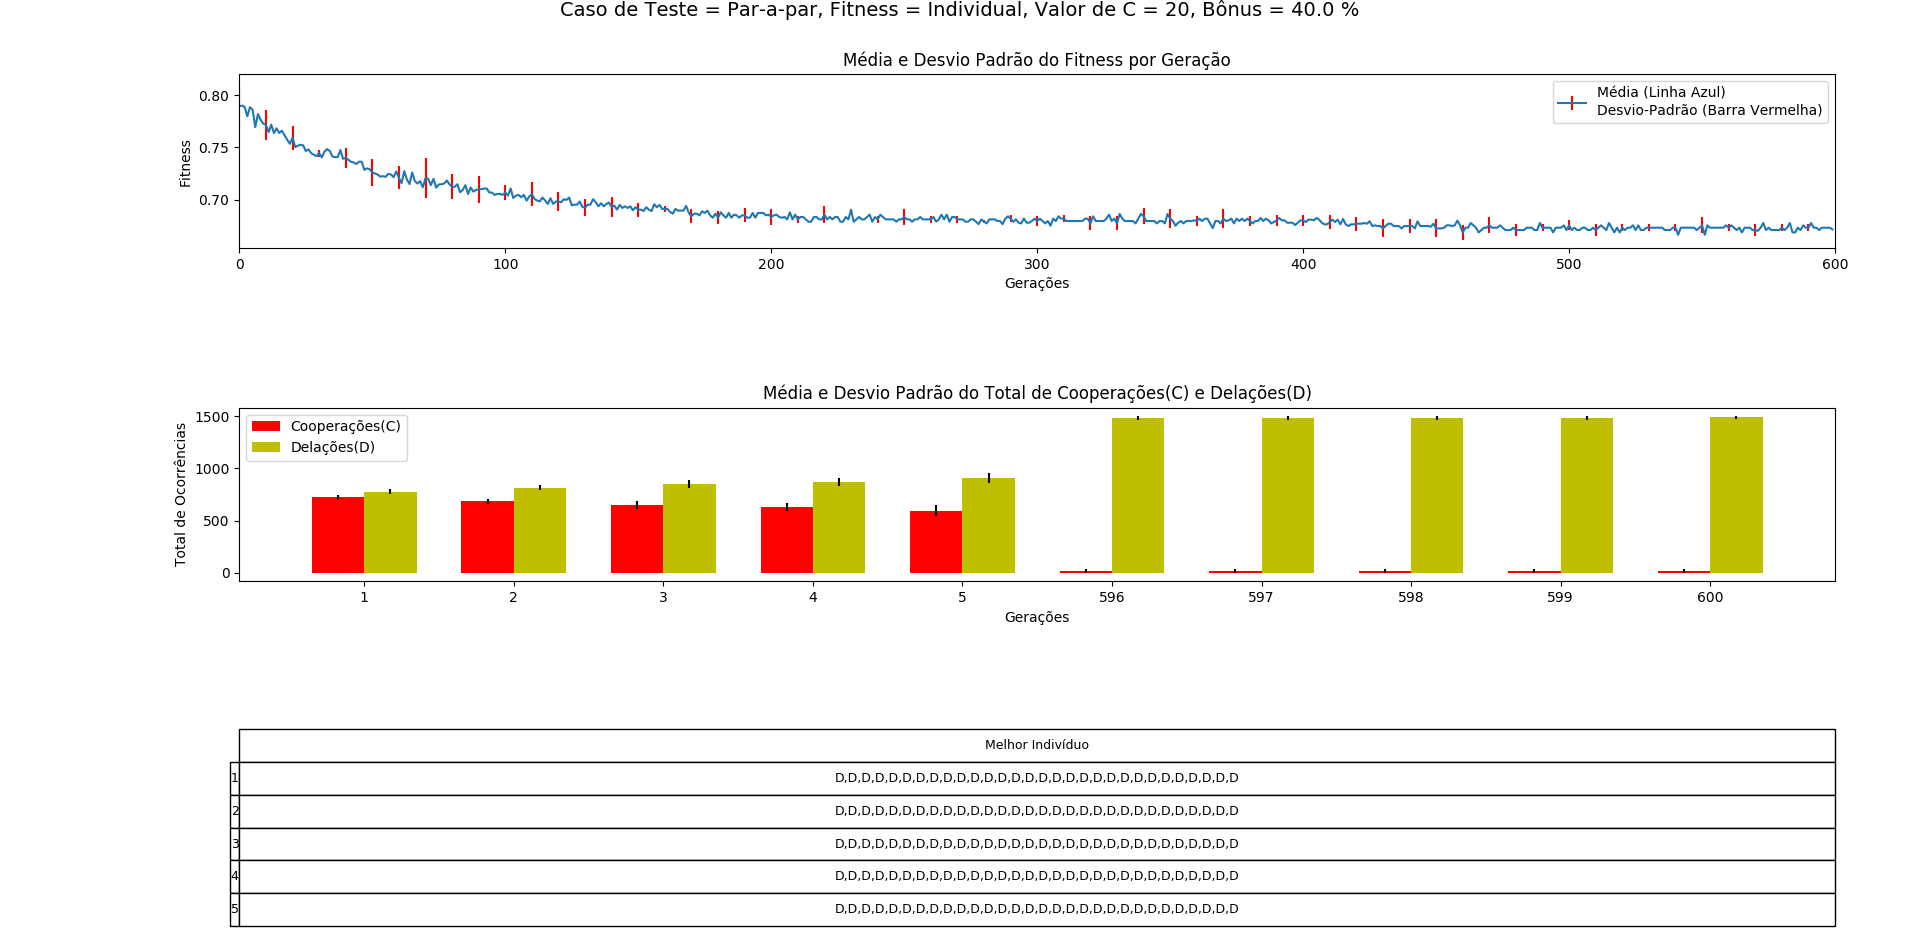 Caso de Teste = Par-a-par, Fitness = Individual, Valor de C = 20, Bônus = 40.0 %
Média e Desvio Padrão do Fitness por Geração
0.80
0.75
0.70
Fitness
Média (Linha Azul)
Desvio-Padrão (Barra Vermelha)
0 100 200 300 400 500 600
Gerações
Média e Desvio Padrão do Total de Cooperações(C) e Delações(D)
1500
1000
500
0
Total de Ocorrências
Cooperações(C)
Delações(D)
1 2 3 4 5 596 597 598 599 600
Gerações
Melhor Indivíduo
1 D,D,D,D,D,D,D,D,D,D,D,D,D,D,D,D,D,D,D,D,D,D,D,D,D,D,D,D,D,D
2 D,D,D,D,D,D,D,D,D,D,D,D,D,D,D,D,D,D,D,D,D,D,D,D,D,D,D,D,D,D
3 D,D,D,D,D,D,D,D,D,D,D,D,D,D,D,D,D,D,D,D,D,D,D,D,D,D,D,D,D,D
4 D,D,D,D,D,D,D,D,D,D,D,D,D,D,D,D,D,D,D,D,D,D,D,D,D,D,D,D,D,D
5 D,D,D,D,D,D,D,D,D,D,D,D,D,D,D,D,D,D,D,D,D,D,D,D,D,D,D,D,D,D